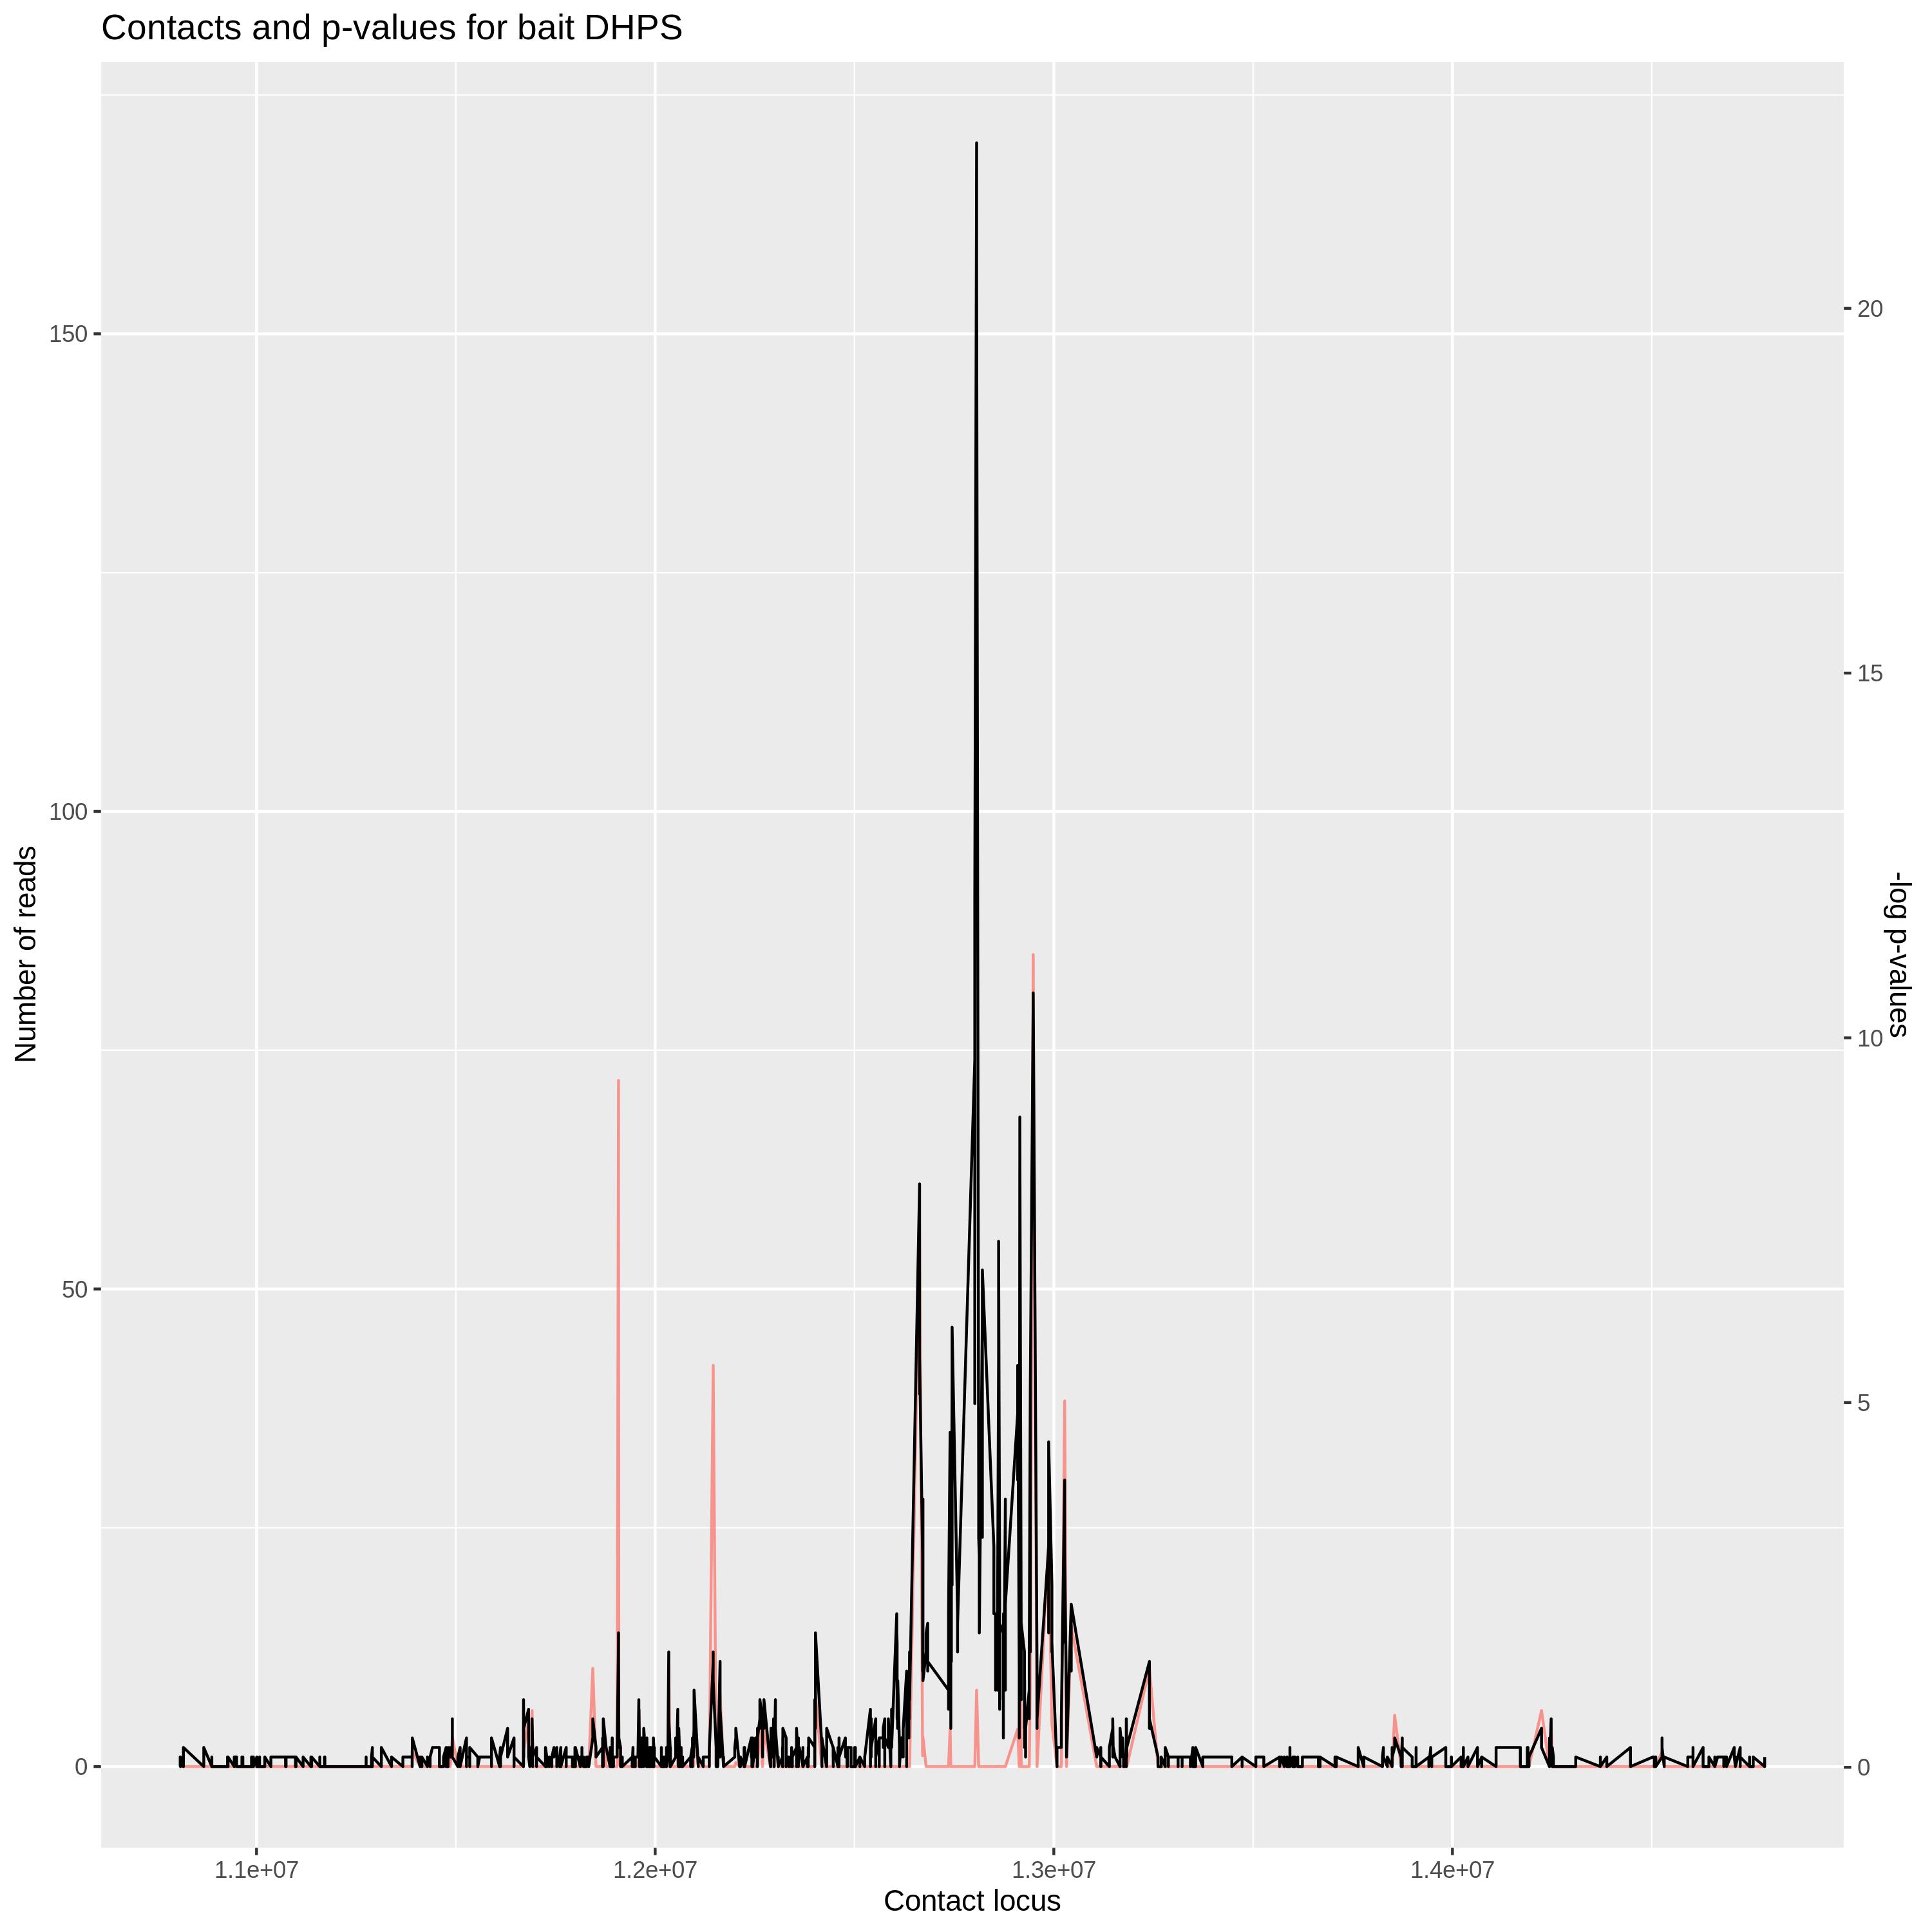 Contacts and p-values for bait DHPS
Number of reads
150
100
50
0
20
15
10
5
0
-log p-values
1.1e+07 1.2e+07 1.3e+07 1.4e+07
Contact locus